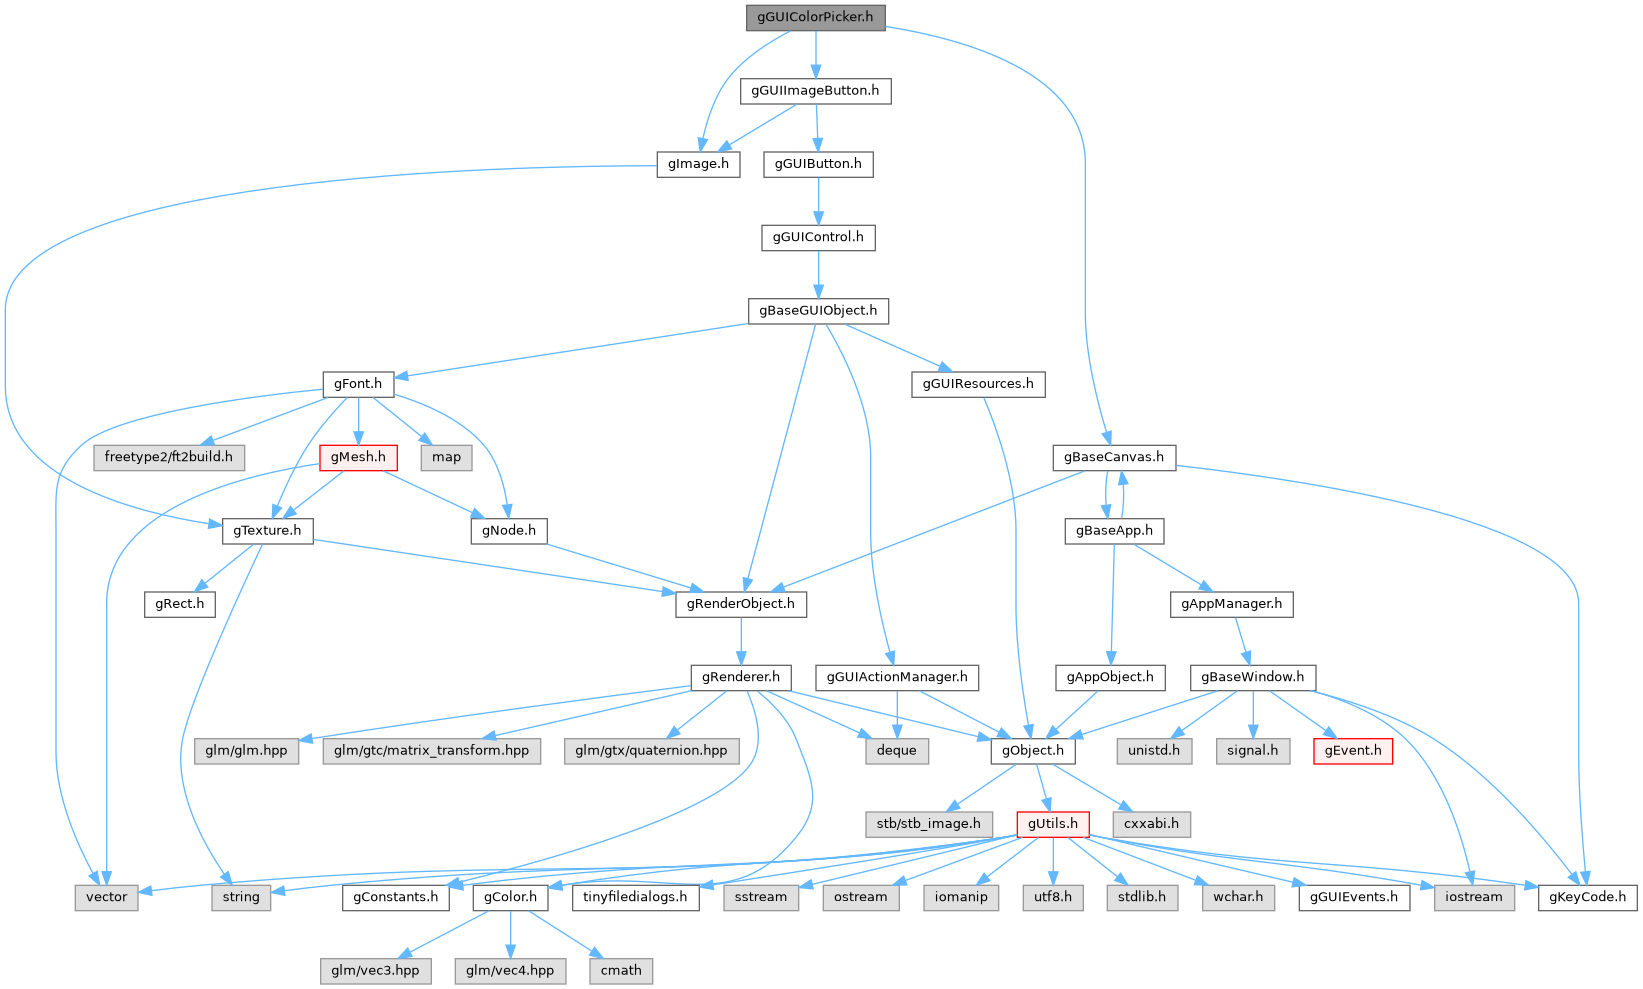 gGUIColorPicker.h
gGUIImageButton.h
gImage.h
gGUIButton.h
gGUIControl.h
gBaseGUIObject.h
gFont.h
gGUIResources.h
freetype2/ft2build.h
gMesh.h
map
gBaseCanvas.h
gTexture.h
gNode.h
gBaseApp.h
gRect.h
gRenderObject.h
gAppManager.h
gRenderer.h
gGUIActionManager.h
gAppObject.h
gBaseWindow.h
glm/glm.hpp
glm/gtc/matrix_transform.hpp
glm/gtx/quaternion.hpp
deque
gObject.h
unistd.h
signal.h
gEvent.h
stb/stb_image.h
gUtils.h
cxxabi.h
vector
string
gConstants.h
gColor.h
tinyfiledialogs.h
sstream
ostream
iomanip
utf8.h
stdlib.h
wchar.h
gGUIEvents.h
iostream
gKeyCode.h
glm/vec3.hpp
glm/vec4.hpp
cmath